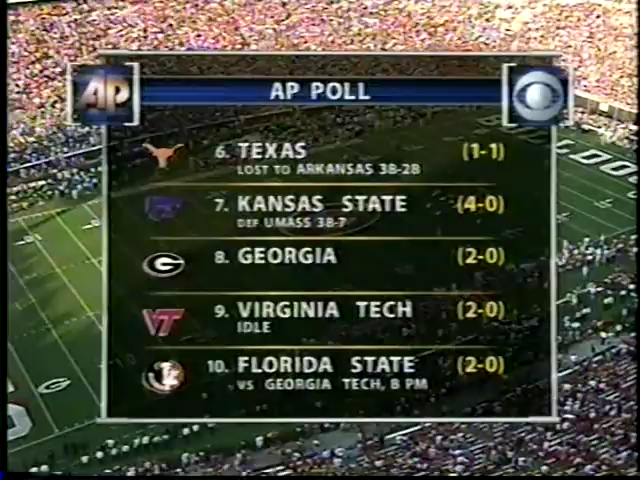 AP
AP POLL
6. TEXAS (1-1)
LOST TO ARKANSAS 38-28
7. KANSAS STATE (4-0)
DEF UMASS 38-7
8. GEORGIA (2-0)
9. VIRGINIA TECH (2-0)
IDLE
10. FLORIDA STATE (2-0)
VS GEORGIA TECH, 8 PM
BULLDOG